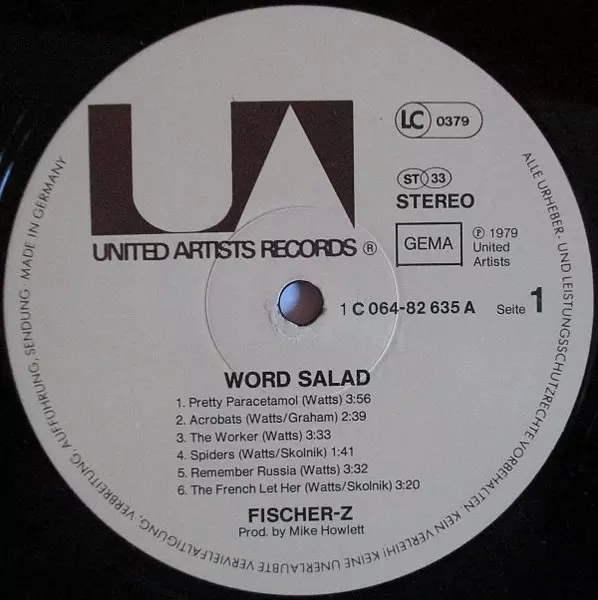 UA
UNITED ARTISTS RECORDS ®
LC 0379
ST 33
STEREO
GEMA
℗ 1979
United
Artists
1 C 064-82 635 A
Seite 1
WORD SALAD
1. Pretty Paracetamol (Watts) 3:56
2. Acrobats (Watts/Graham) 2:39
3. The Worker (Watts) 3:33
4. Spiders (Watts/Skolnik) 1:41
5. Remember Russia (Watts) 3:32
6. The French Let Her (Watts/Skolnik) 3:20
FISCHER-Z
Prod. by Mike Howlett
ALLE URHEBER- UND LEISTUNGSSCHUTZRECHTE VORBEHALTEN · KEIN VERLEIH! KEINE UNERLAUBTE VERVIELFÄLTIGUNG, VERBREITUNG, AUFFÜHRUNG, SENDUNG · MADE IN GERMANY